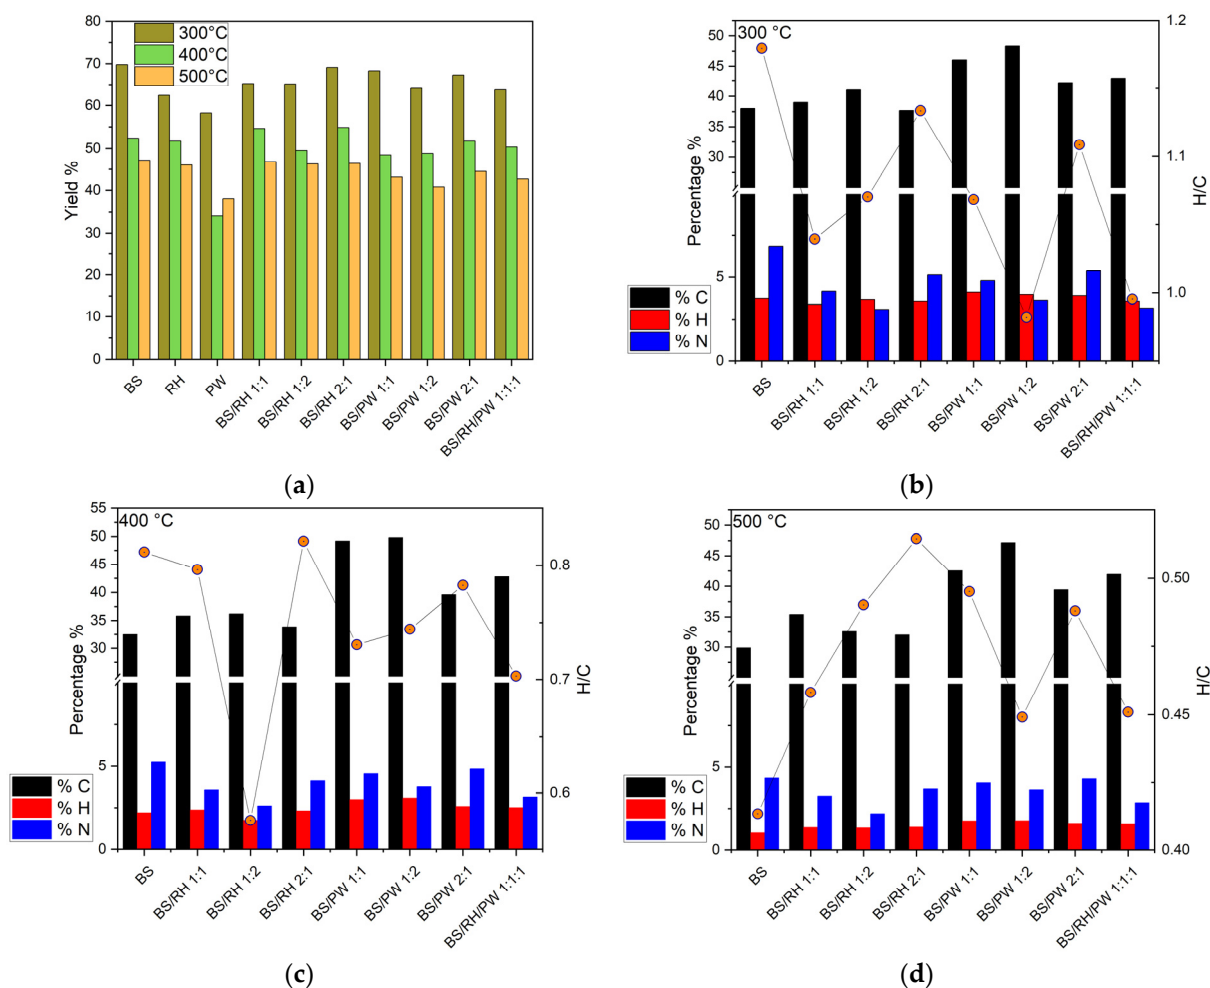 80
70
60
50
40
30
20
10
0
Yield %
300°C
400°C
500°C
BS
RH
PW
BS/RH 1:1
BS/RH 1:2
BS/RH 2:1
BS/PW 1:1
BS/PW 1:2
BS/PW 2:1
BS/RH/PW 1:1:1
(a)
300 °C
50
45
40
35
30
5
0
Percentage %
1.2
1.1
1.0
H/C
% C
% H
% N
BS
BS/RH 1:1
BS/RH 1:2
BS/RH 2:1
BS/PW 1:1
BS/PW 1:2
BS/PW 2:1
BS/RH/PW 1:1:1
(b)
400 °C
55
50
45
40
35
30
5
0
Percentage %
0.8
0.7
0.6
H/C
% C
% H
% N
BS
BS/RH 1:1
BS/RH 1:2
BS/RH 2:1
BS/PW 1:1
BS/PW 1:2
BS/PW 2:1
BS/RH/PW 1:1:1
(c)
500 °C
50
45
40
35
30
5
0
Percentage %
0.50
0.45
0.40
H/C
% C
% H
% N
BS
BS/RH 1:1
BS/RH 1:2
BS/RH 2:1
BS/PW 1:1
BS/PW 1:2
BS/PW 2:1
BS/RH/PW 1:1:1
(d)